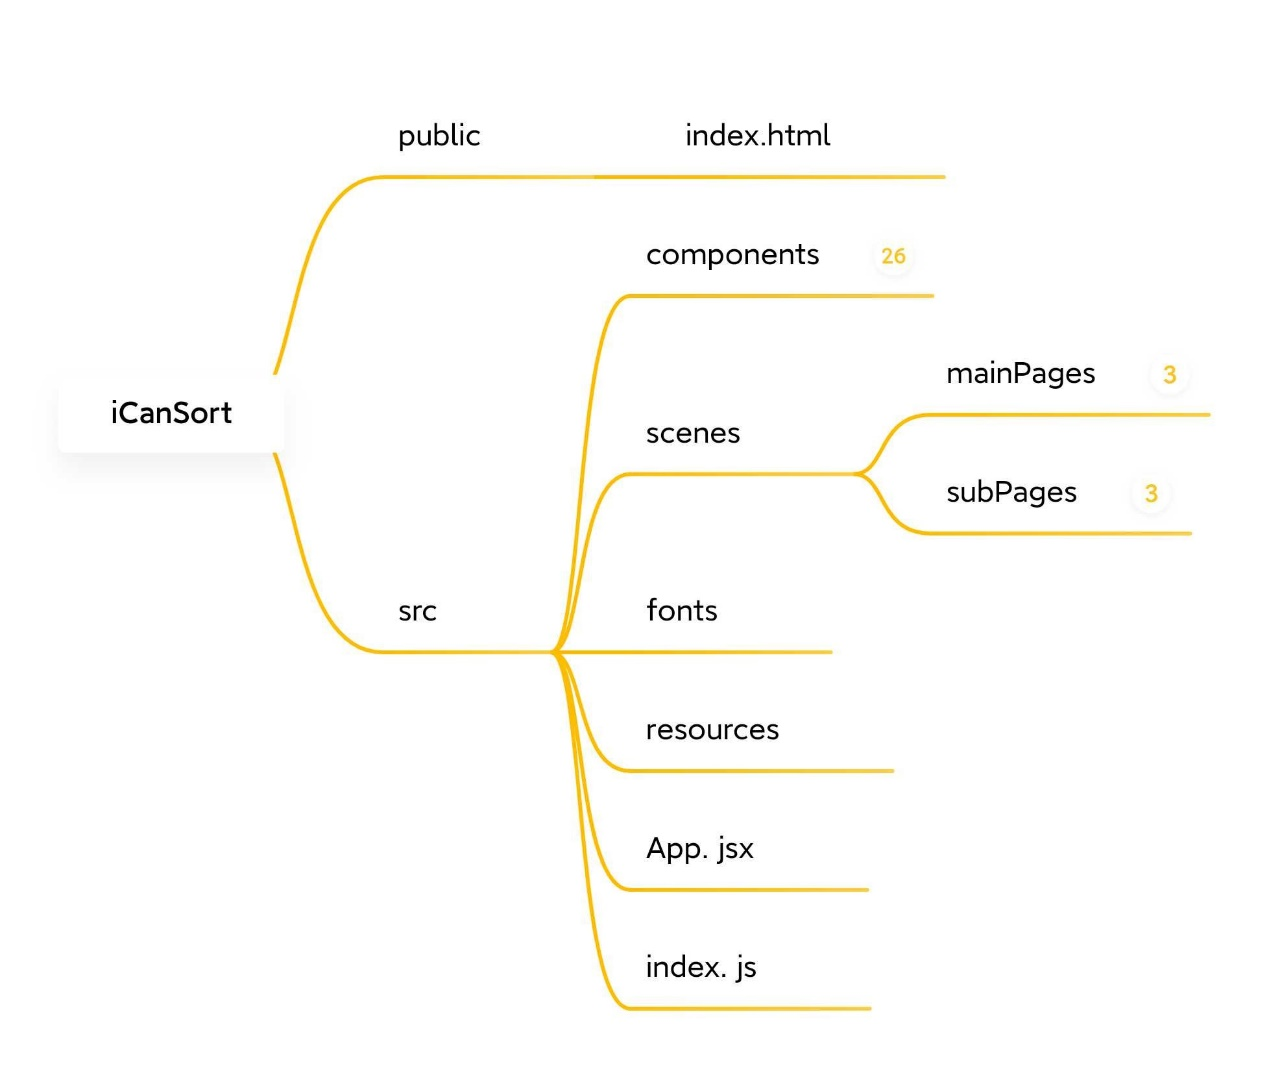 public
index.html
components 26
mainPages 3
iCanSort
scenes
subPages 3
src
fonts
resources
App. jsx
index. js